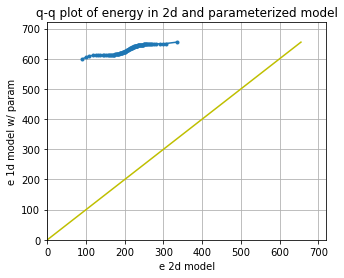 q-q plot of energy in 2d and parameterized model
700
600
500
400
300
200
100
0
e 1d model w/ param
0 100 200 300 400 500 600 700
e 2d model